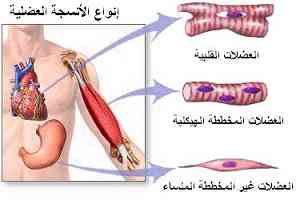 إنواع الأنسجة العضلية
العضلات القلبية
العضلات المخططة الهيكلية
العضلات غير المخططة الملساء